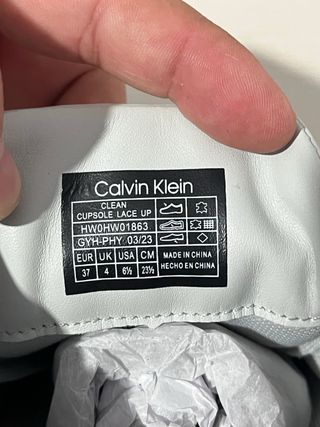 Calvin Klein
CLEAN
CUPSOLE LACE UP
HW0HW01863
GYH-PHY 03/23
EUR UK USA CM
37 4 6½ 23½
MADE IN CHINA
HECHO EN CHINA